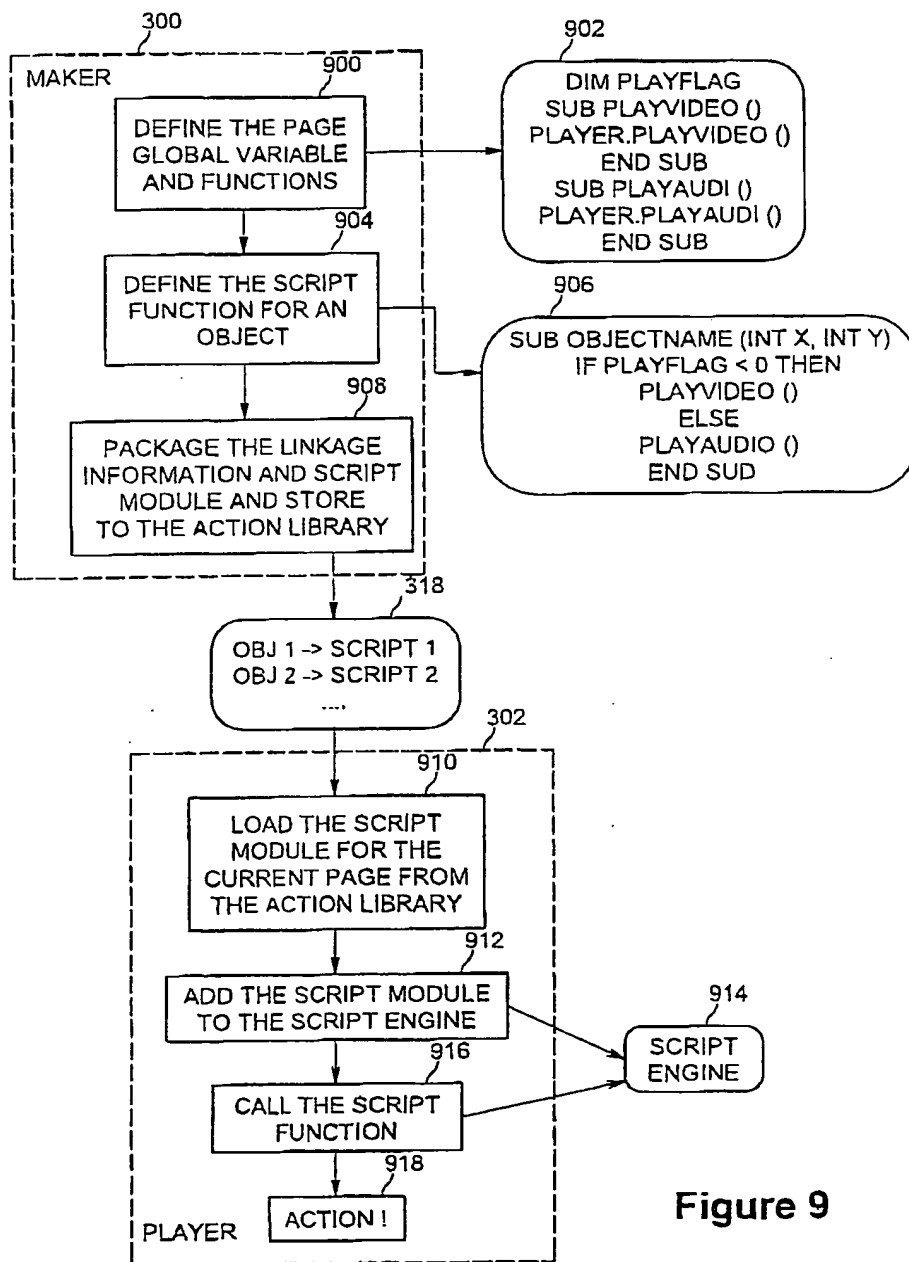 300
MAKER
900
DEFINE THE PAGE
GLOBAL VARIABLE
AND FUNCTIONS
902
DIM PLAYFLAG
SUB PLAYVIDEO ()
PLAYER.PLAYVIDEO ()
END SUB
SUB PLAYAUDI ()
PLAYER.PLAYAUDI ()
END SUB
904
DEFINE THE SCRIPT
FUNCTION FOR AN
OBJECT
906
SUB OBJECTNAME (INT X, INT Y)
IF PLAYFLAG < 0 THEN
PLAYVIDEO ()
ELSE
PLAYAUDIO ()
END SUD
908
PACKAGE THE LINKAGE
INFORMATION AND SCRIPT
MODULE AND STORE
TO THE ACTION LIBRARY
318
OBJ 1 -> SCRIPT 1
OBJ 2 -> SCRIPT 2
....
302
910
LOAD THE SCRIPT
MODULE FOR THE
CURRENT PAGE FROM
THE ACTION LIBRARY
912
ADD THE SCRIPT MODULE
TO THE SCRIPT ENGINE
914
SCRIPT
ENGINE
916
CALL THE SCRIPT
FUNCTION
918
ACTION !
PLAYER
Figure 9